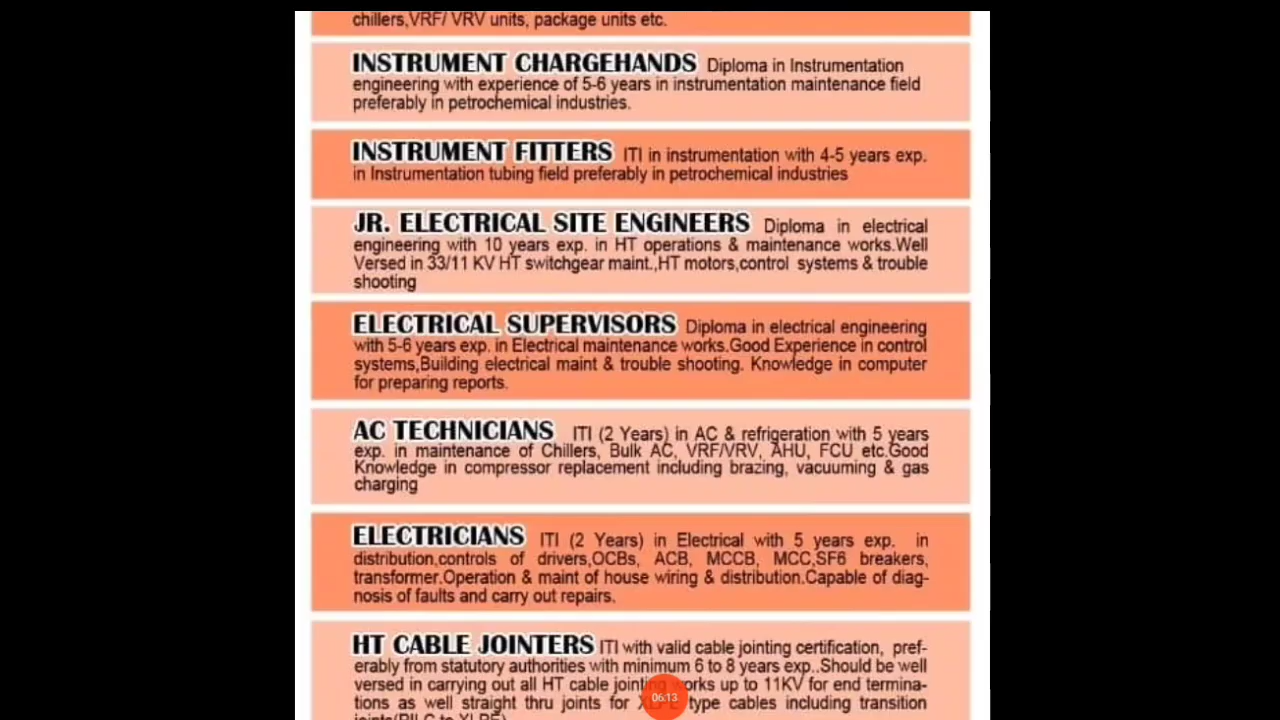 chillers,VRF/ VRV units, package units etc.
INSTRUMENT CHARGEHANDS Diploma in Instrumentation
engineering with experience of 5-6 years in instrumentation maintenance field
preferably in petrochemical industries.
INSTRUMENT FITTERS ITI in instrumentation with 4-5 years exp.
in Instrumentation tubing field preferably in petrochemical industries
JR. ELECTRICAL SITE ENGINEERS Diploma in electrical
engineering with 10 years exp. in HT operations & maintenance works.Well
Versed in 33/11 KV HT switchgear maint.,HT motors,control systems & trouble
shooting
ELECTRICAL SUPERVISORS Diploma in electrical engineering
with 5-6 years exp. in Electrical maintenance works.Good Experience in control
systems,Building electrical maint & trouble shooting. Knowledge in computer
for preparing reports.
AC TECHNICIANS ITI (2 Years) in AC & refrigeration with 5 years
exp. in maintenance of Chillers, Bulk AC, VRF/VRV, AHU, FCU etc.Good
Knowledge in compressor replacement including brazing, vacuuming & gas
charging
ELECTRICIANS ITI (2 Years) in Electrical with 5 years exp. in
distribution,controls of drivers,OCBs, ACB, MCCB, MCC,SF6 breakers,
transformer.Operation & maint of house wiring & distribution.Capable of diag-
nosis of faults and carry out repairs.
HT CABLE JOINTERS ITI with valid cable jointing certification, pref-
erably from statutory authorities with minimum 6 to 8 years exp..Should be well
versed in carrying out all HT cable jointing works up to 11KV for end termina-
tions as well straight thru joints for type cables including transition
joints(PILC to XLPE)
06:13